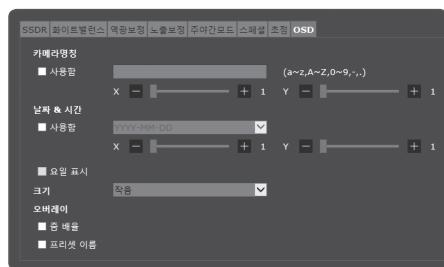 SSDR 화이트밸런스 역광보정 노출보정 주야간모드 스페셜 초점 OSD
카메라명칭
사용함 (a~z,A~Z,0~9,-,.)
X 1 Y 1
날짜 & 시간
사용함 YYYY-MM-DD
X 1 Y 1
요일 표시
크기 작음
오버레이
줌 배율
프리셋 이름